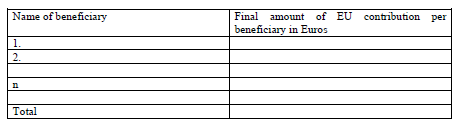 Name of beneficiary
Final amount of EU contribution per
beneficiary in Euros
1.
2.
n
Total